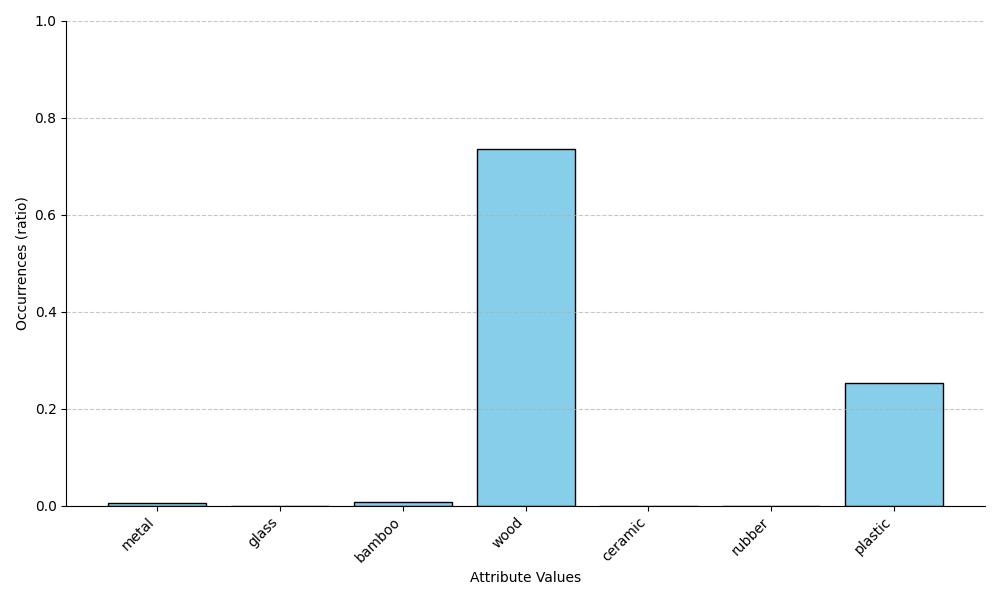 1.0
0.8
0.6
0.4
0.2
0.0
Occurrences (ratio)
metal
glass
bamboo
wood
ceramic
rubber
plastic
Attribute Values